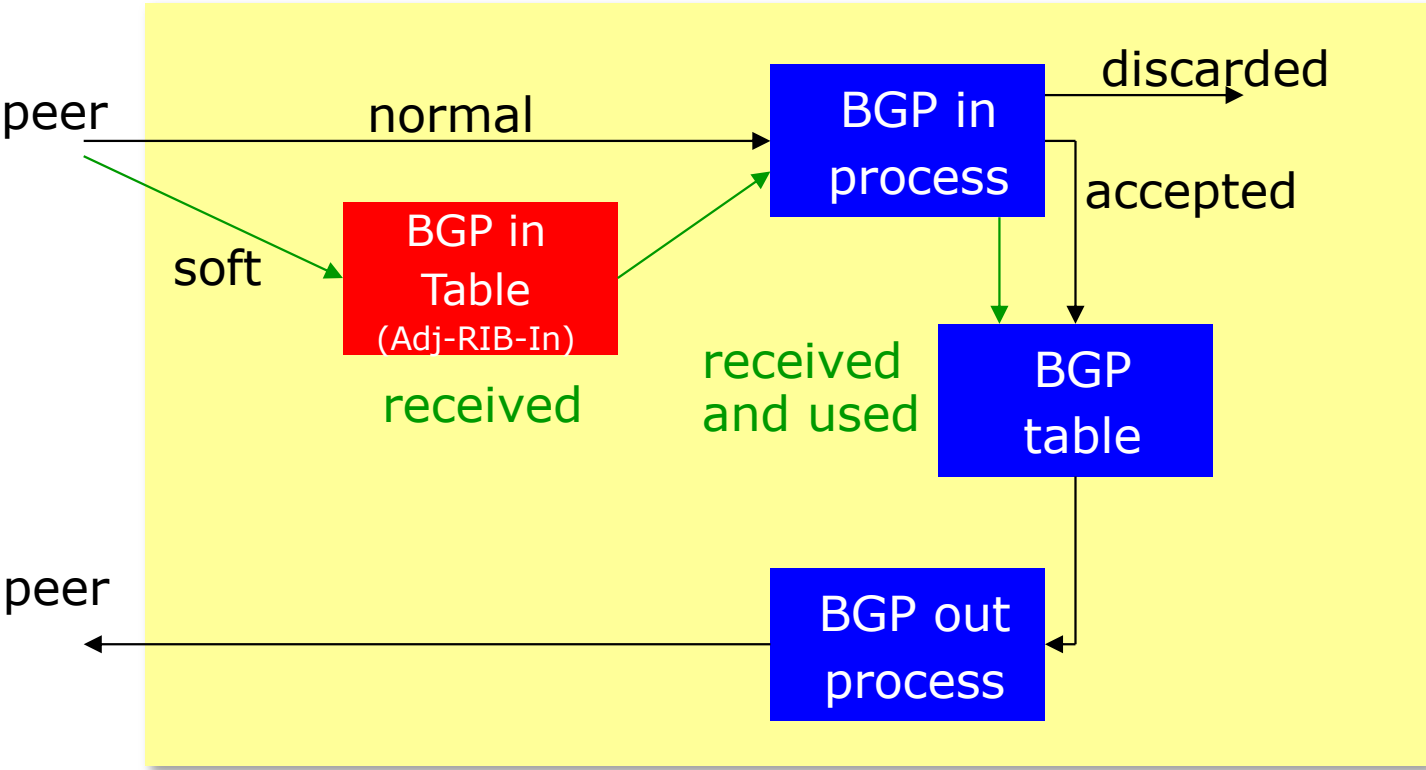 discarded
peer
normal
BGP in
process
accepted
soft
BGP in
Table
(Adj-RIB-In)
received
received
and used
BGP
table
peer
BGP out
process